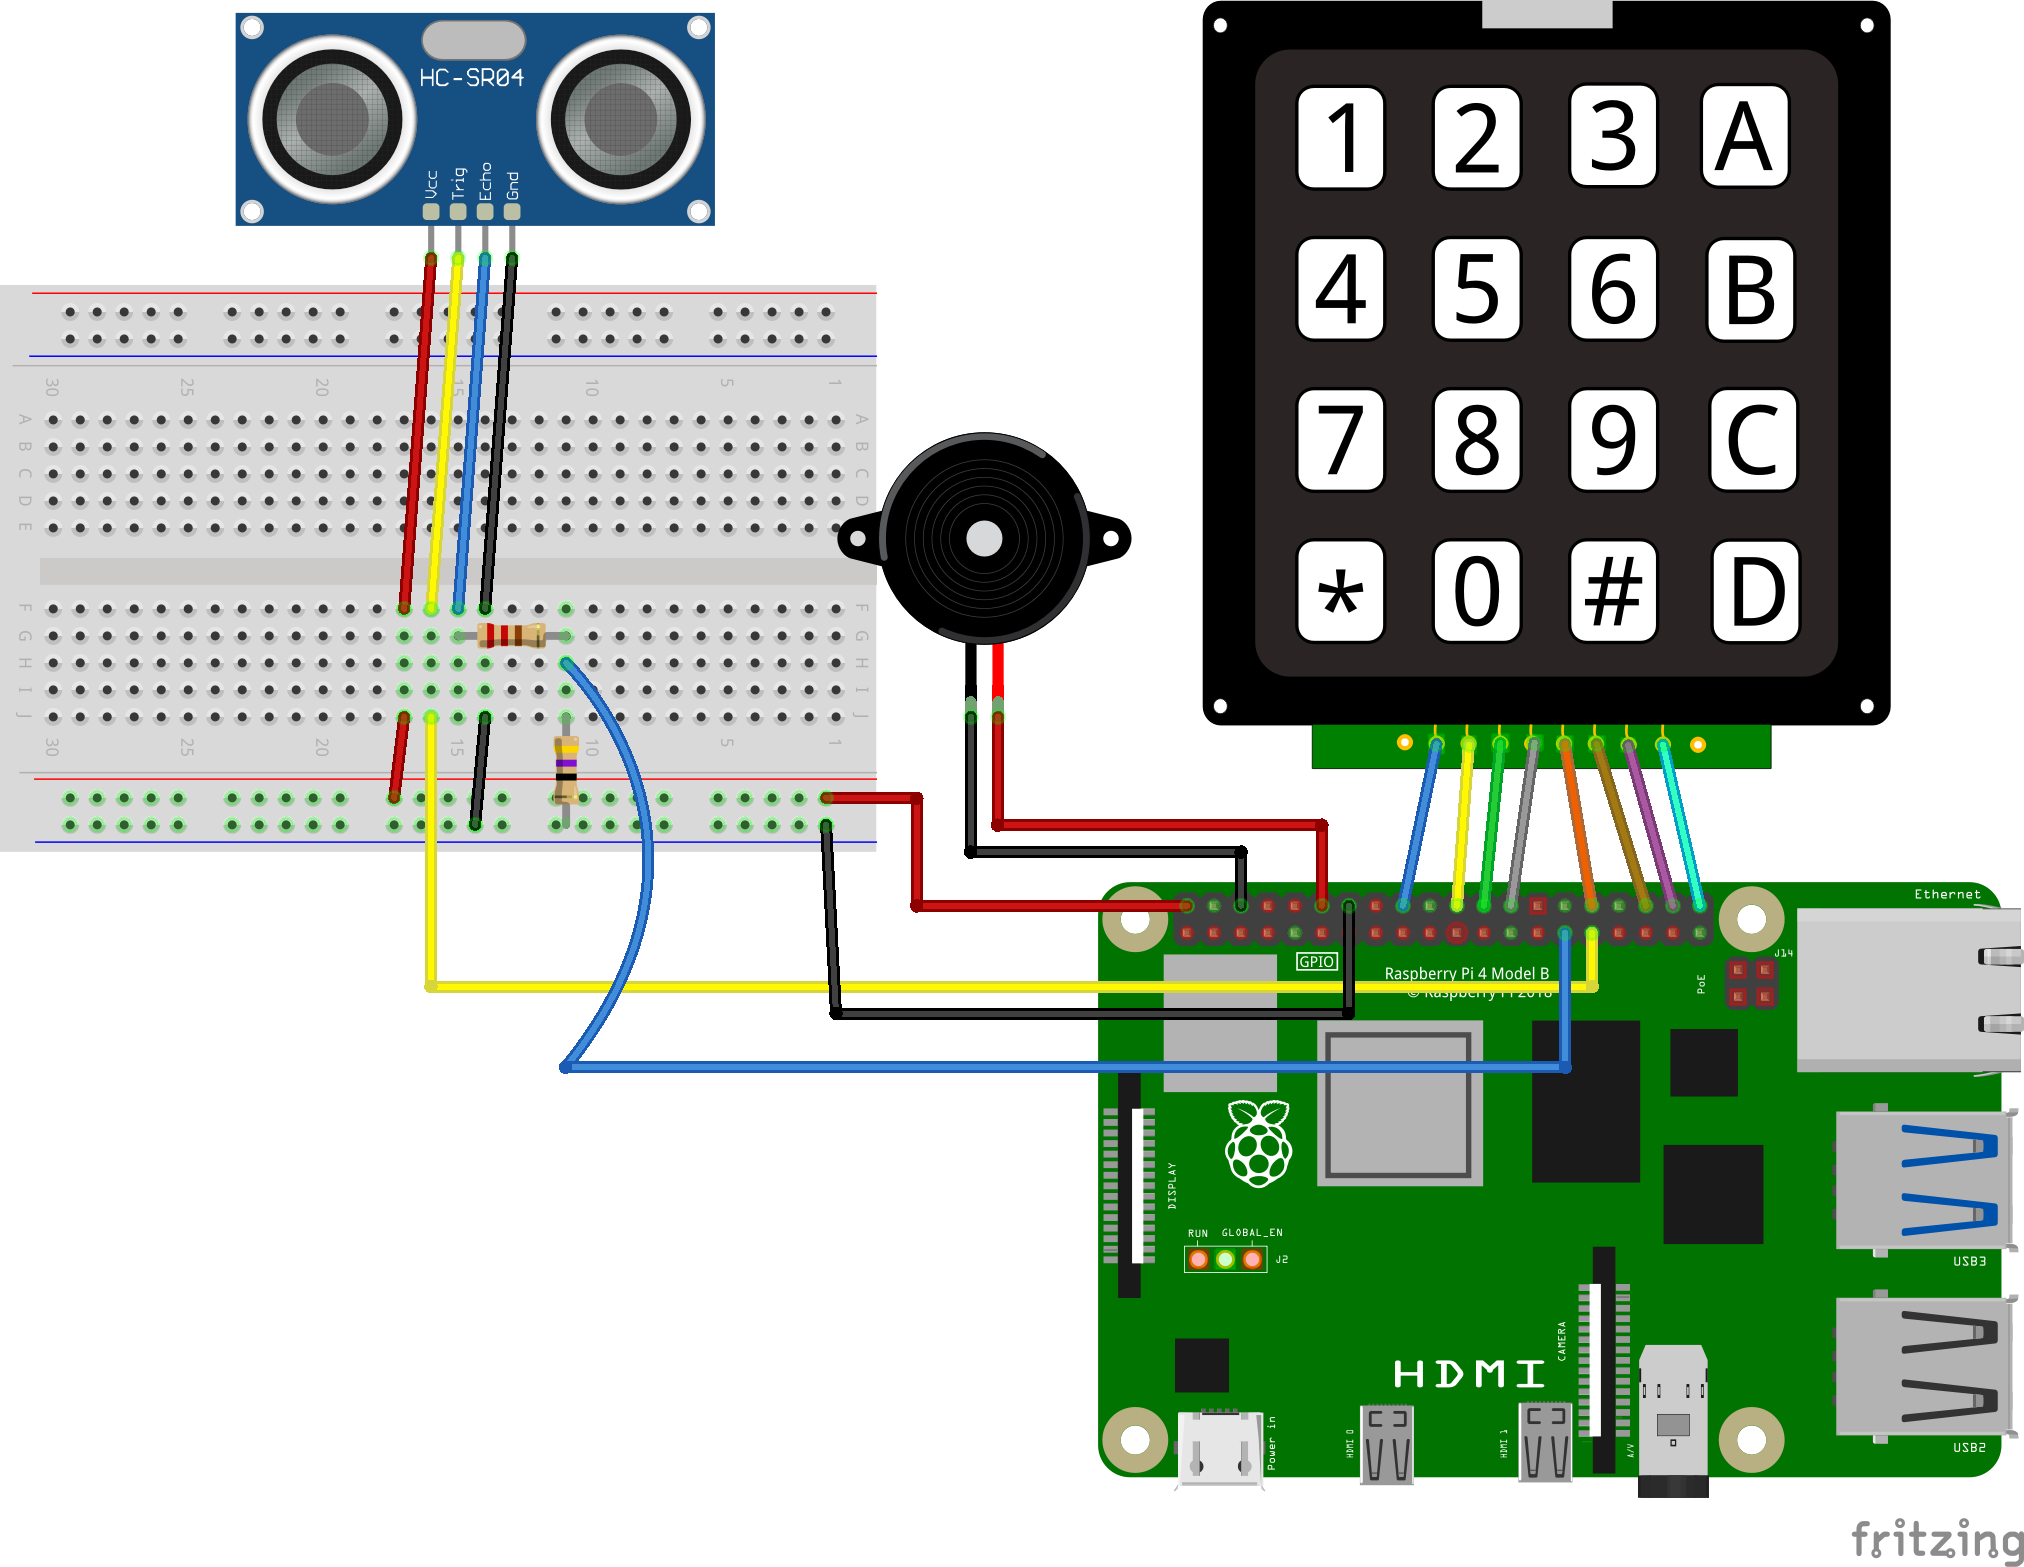 HC-SR04
Vcc
Trig
Echo
Gnd
30
25
20
15
10
5
1
A
A
B
B
C
C
D
D
E
E
F
F
G
G
H
H
I
I
J
J
30
25
20
15
10
5
1
1
2
3
A
4
5
6
B
7
8
9
C
*
0
#
D
Ethernet
J14
GPIO
Raspberry Pi 4 Model B
© Raspberry Pi 2018
PoE
DISPLAY
RUN
GLOBAL_EN
J2
USB3
CAMERA
HDMI
Power in
HDMI 0
HDMI 1
A/V
USB2
fritzing